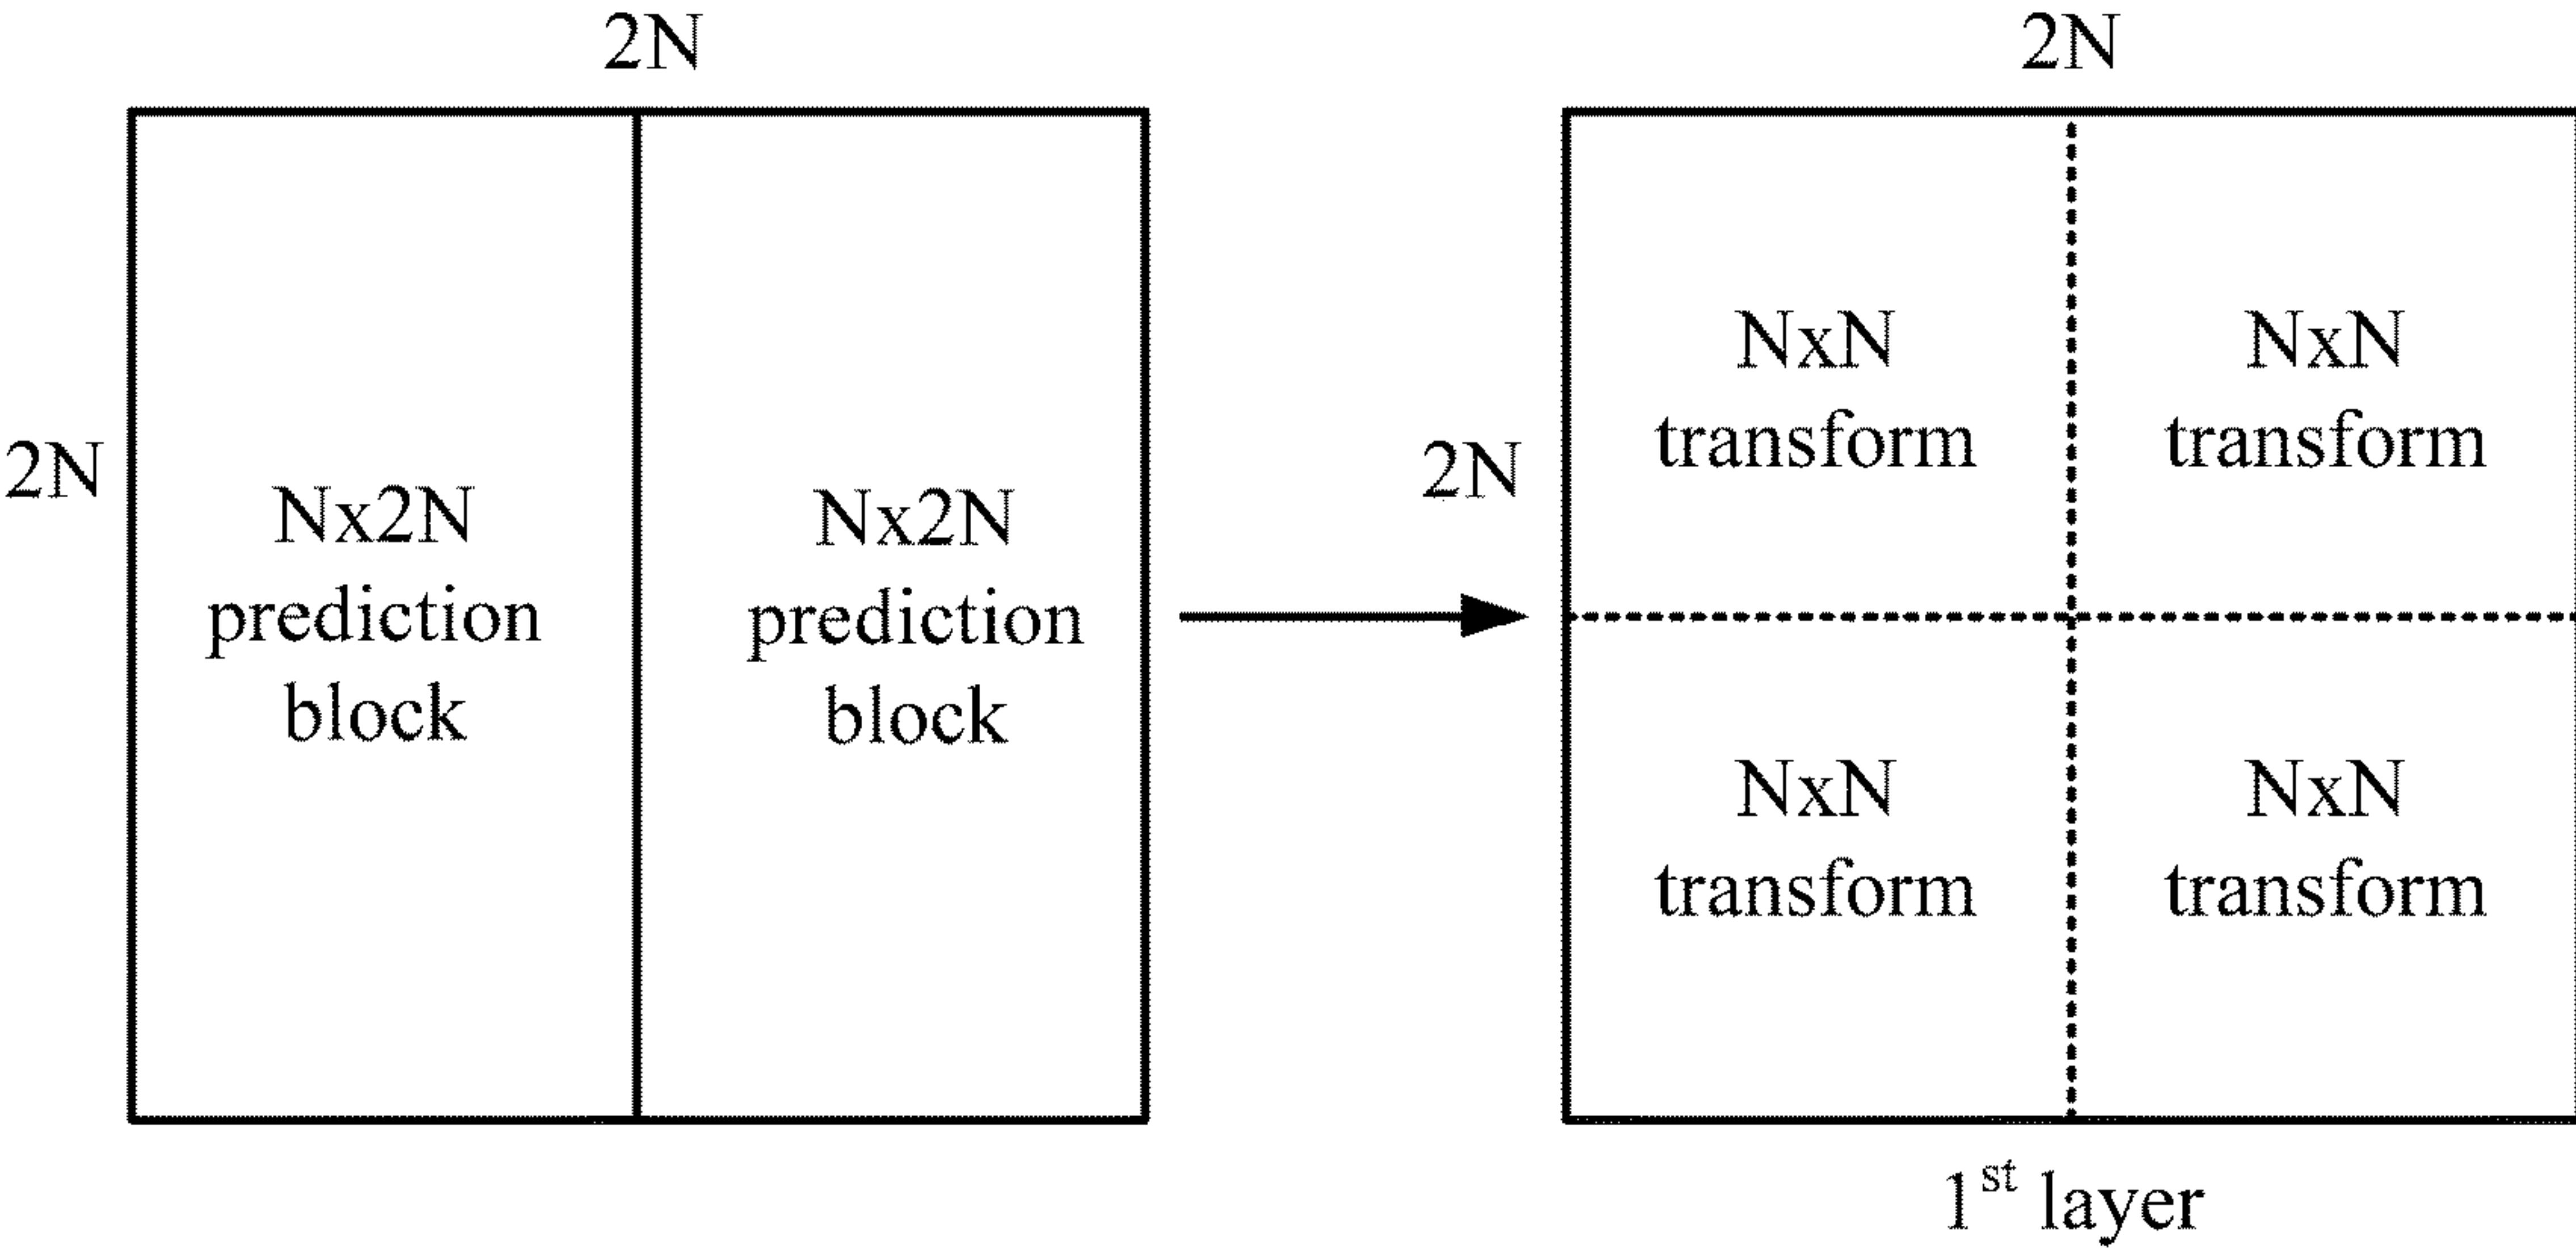 2N
2N
2N
Nx2N
prediction
block
Nx2N
prediction
block
2N
NxN
transform
NxN
transform
NxN
transform
NxN
transform
1st layer